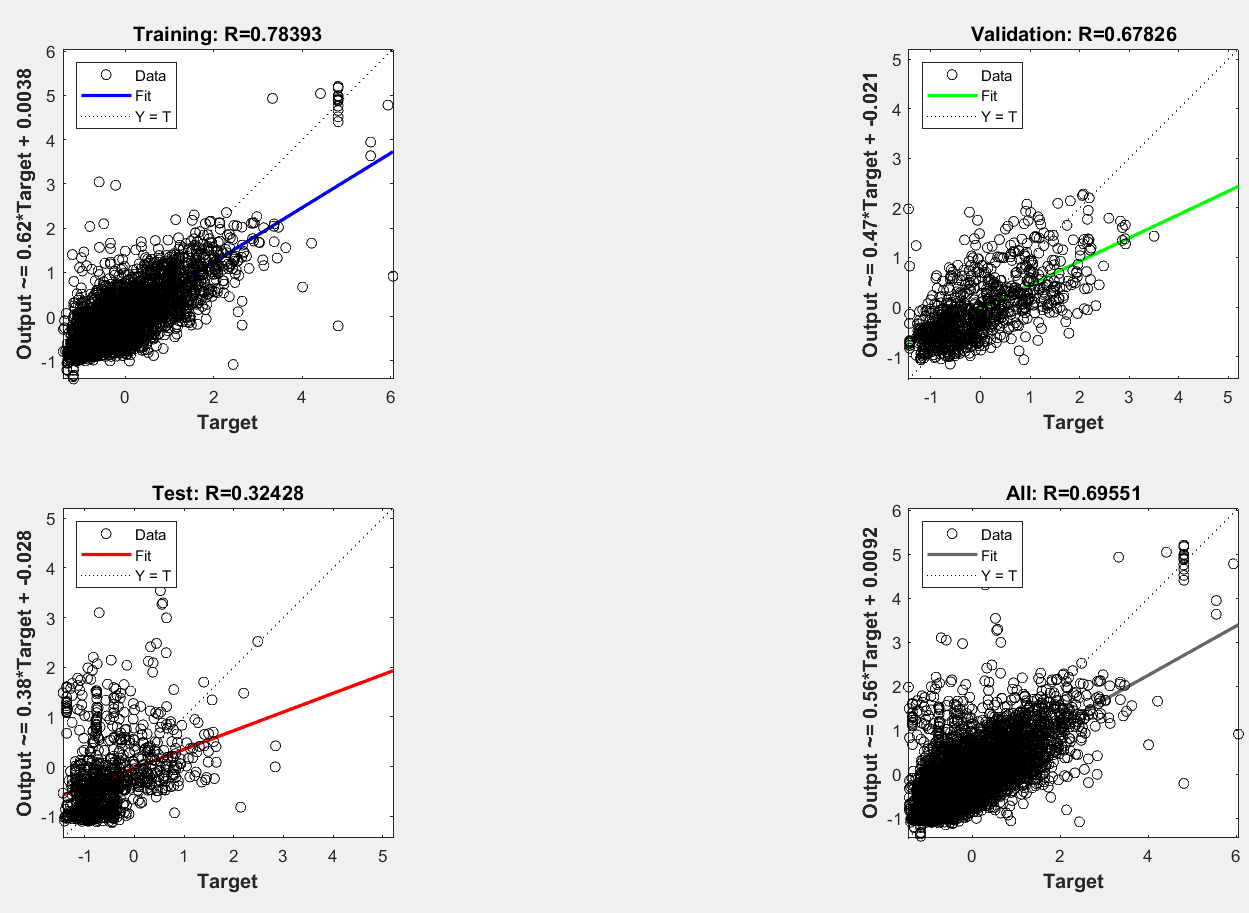 Training: R=0.78393
Output ~= 0.62*Target + 0.0038
Data
Fit
Y = T
6
5
4
3
2
1
0
-1
0
2
4
6
Target
Validation: R=0.67826
Output ~= 0.47*Target + -0.021
Data
Fit
Y = T
5
4
3
2
1
0
-1
-1
0
1
2
3
4
5
Target
Test: R=0.32428
Output ~= 0.38*Target + -0.028
Data
Fit
Y = T
5
4
3
2
1
0
-1
-1
0
1
2
3
4
5
Target
All: R=0.69551
Output ~= 0.56*Target + 0.0092
Data
Fit
Y = T
6
5
4
3
2
1
0
-1
0
2
4
6
Target